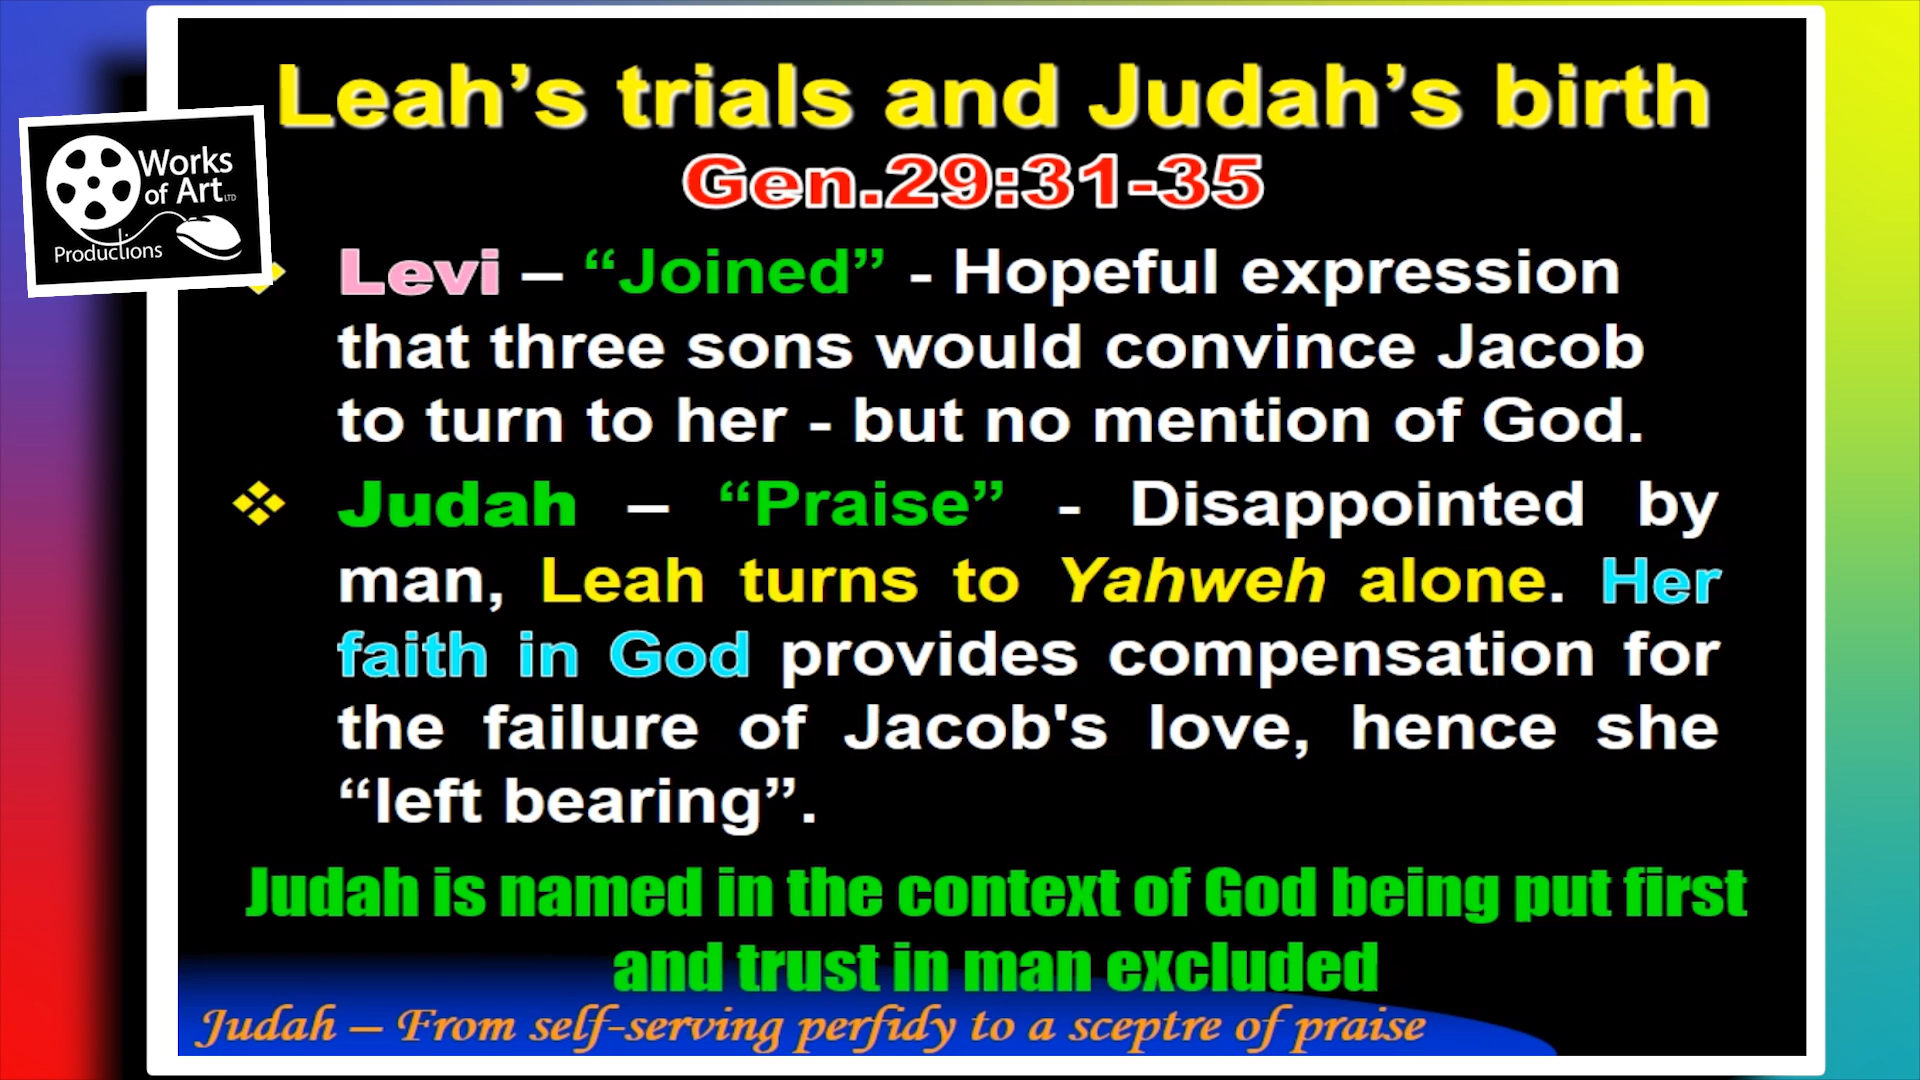 Leah’s trials and Judah’s birth
Gen.29:31-35
Works
of Art LTD
Productions
Levi – “Joined” - Hopeful expression
that three sons would convince Jacob
to turn to her - but no mention of God.
Judah – “Praise” - Disappointed by
man, Leah turns to Yahweh alone. Her
faith in God provides compensation for
the failure of Jacob's love, hence she
“left bearing”.
Judah is named in the context of God being put first
and trust in man excluded
Judah – From self-serving perfidy to a sceptre of praise